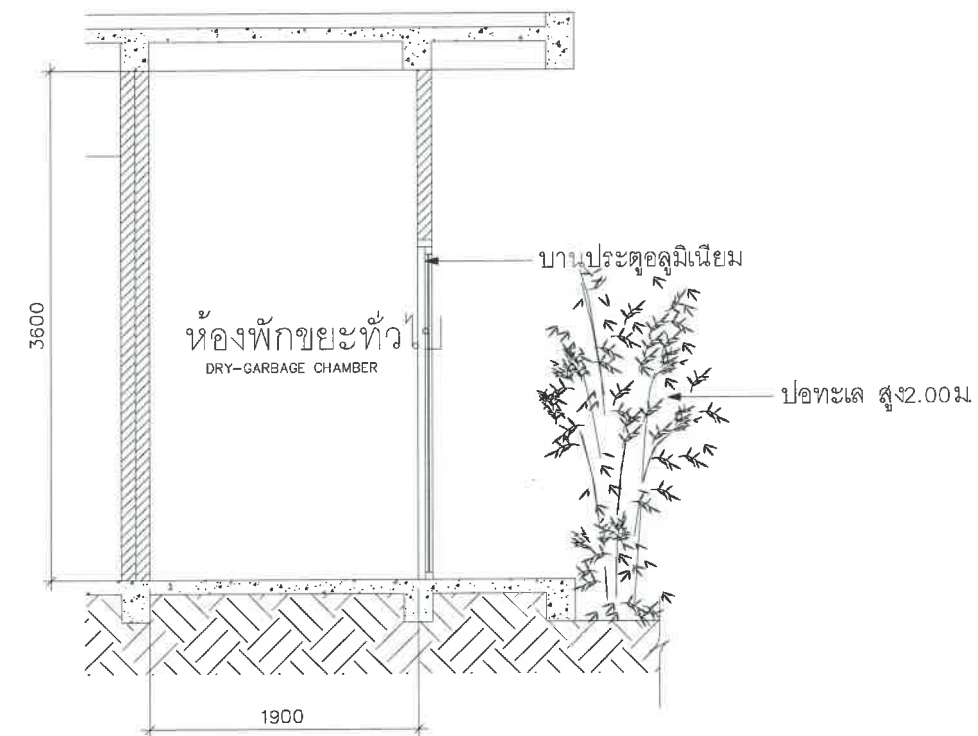 บานประตูอลูมิเนียม
3600
ห้องพักขยะทั่วไป
DRY-GARBAGE CHAMBER
ปอทะเล สูง2.00ม
1900